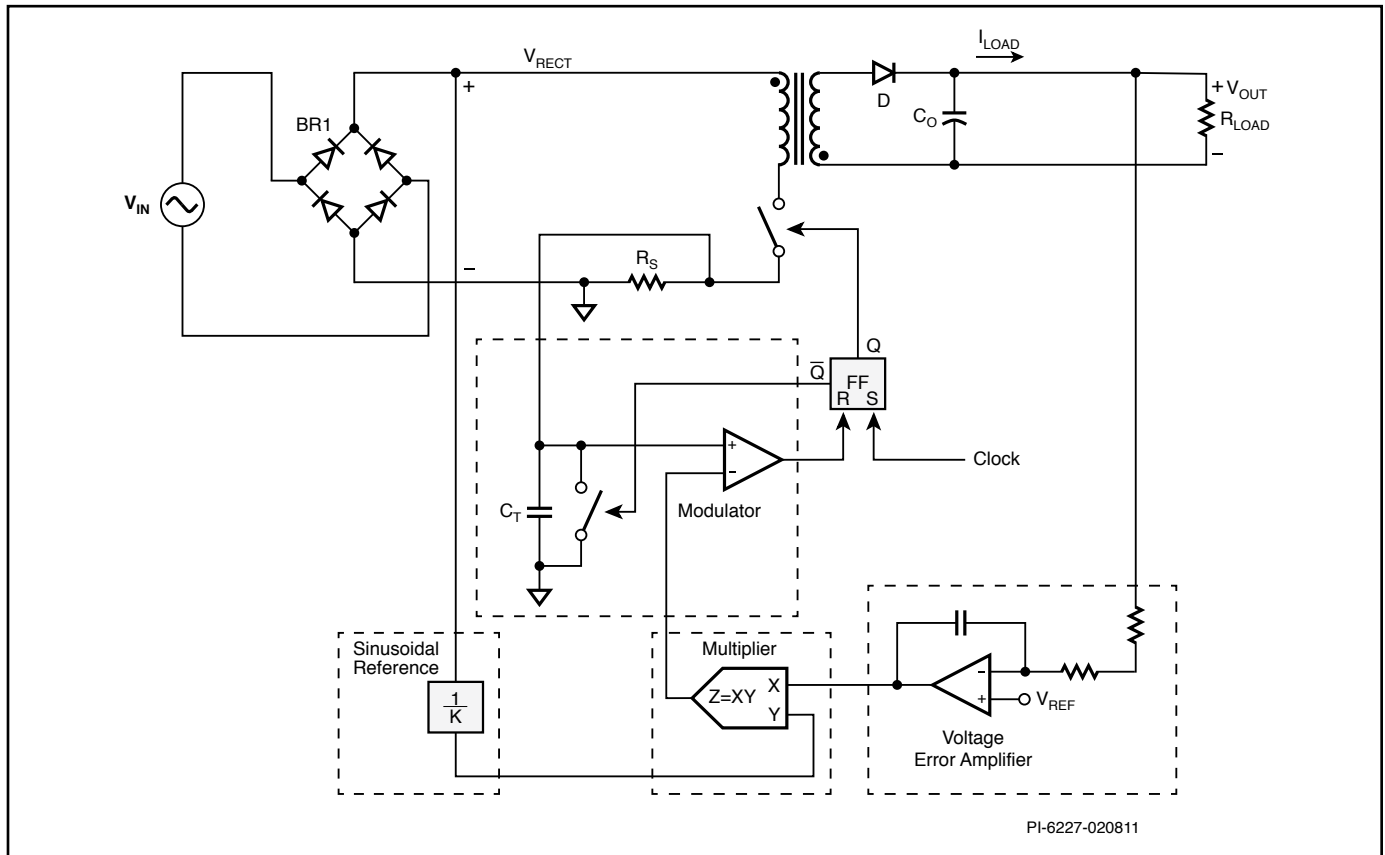 I_LOAD
V_RECT
+
D
+ V_OUT
C_O
R_LOAD
BR1
V_IN
–
–
R_S
Q
Q̅
FF
R S
+
–
Clock
Modulator
C_T
Sinusoidal
Reference
Multiplier
1
K
Z=XY
X
Y
-
+
V_REF
Voltage
Error Amplifier
PI-6227-020811